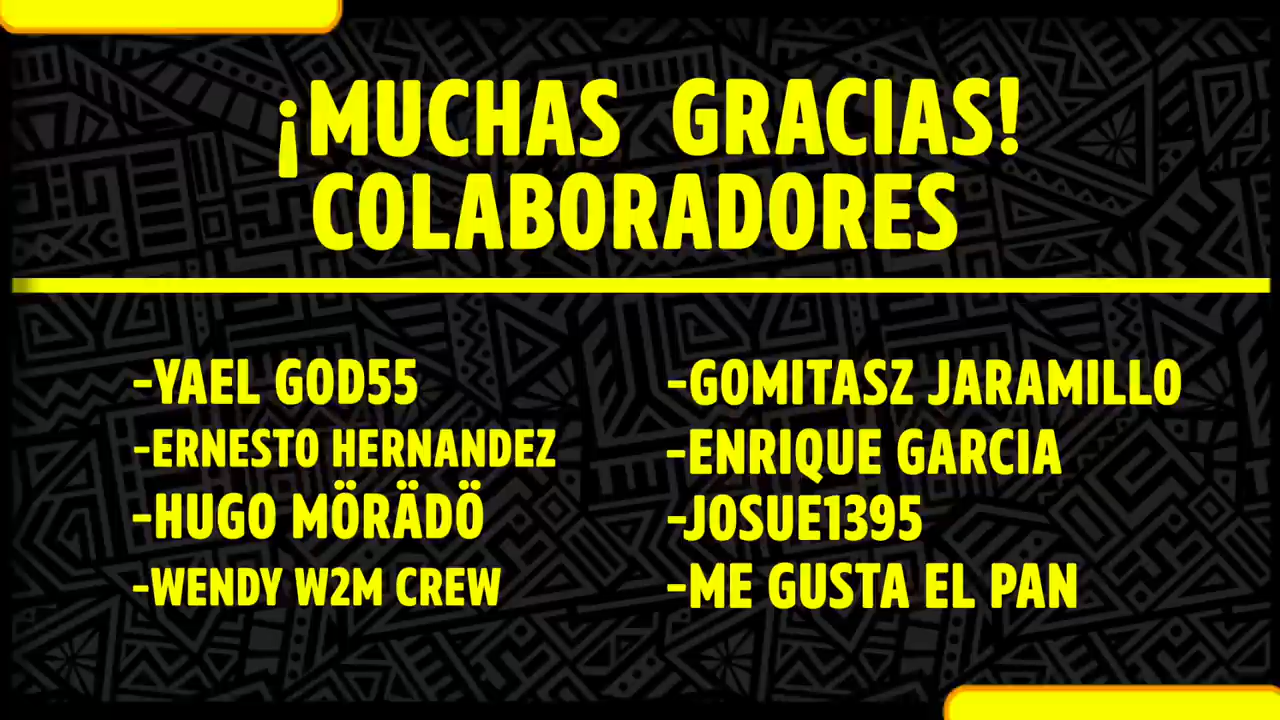 ¡MUCHAS GRACIAS!
COLABORADORES
-YAEL GOD55
-ERNESTO HERNANDEZ
-HUGO MÖRÄDÖ
-WENDY W2M CREW
-GOMITASZ JARAMILLO
-ENRIQUE GARCIA
-JOSUE1395
-ME GUSTA EL PAN